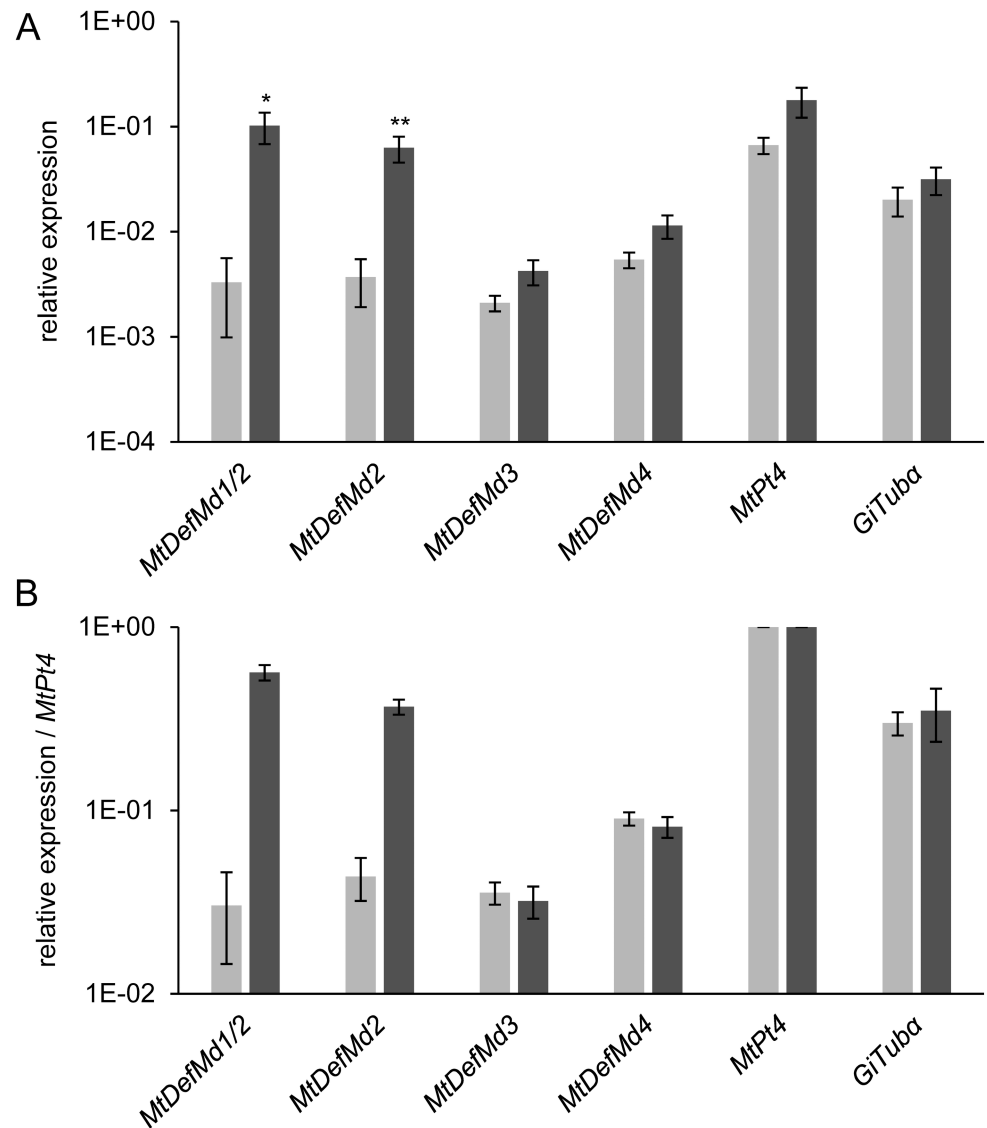 A
1E+00
1E-01
1E-02
1E-03
1E-04
relative expression
*
**
MtDefMd1/2
MtDefMd2
MtDefMd3
MtDefMd4
MtPt4
GiTubα
B
1E+00
1E-01
1E-02
relative expression / MtPt4
MtDefMd1/2
MtDefMd2
MtDefMd3
MtDefMd4
MtPt4
GiTubα